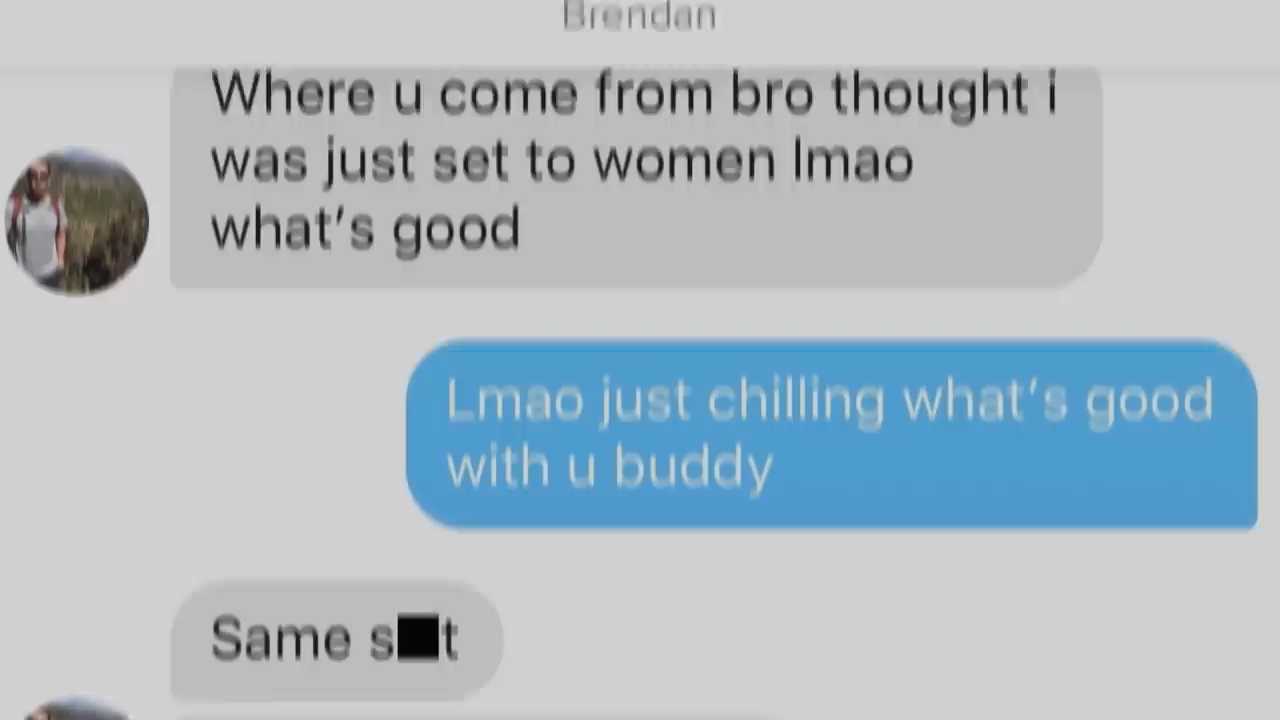 Brendan
Where u come from bro thought i
was just set to women lmao
what's good
Lmao just chilling what's good
with u buddy
Same s■t